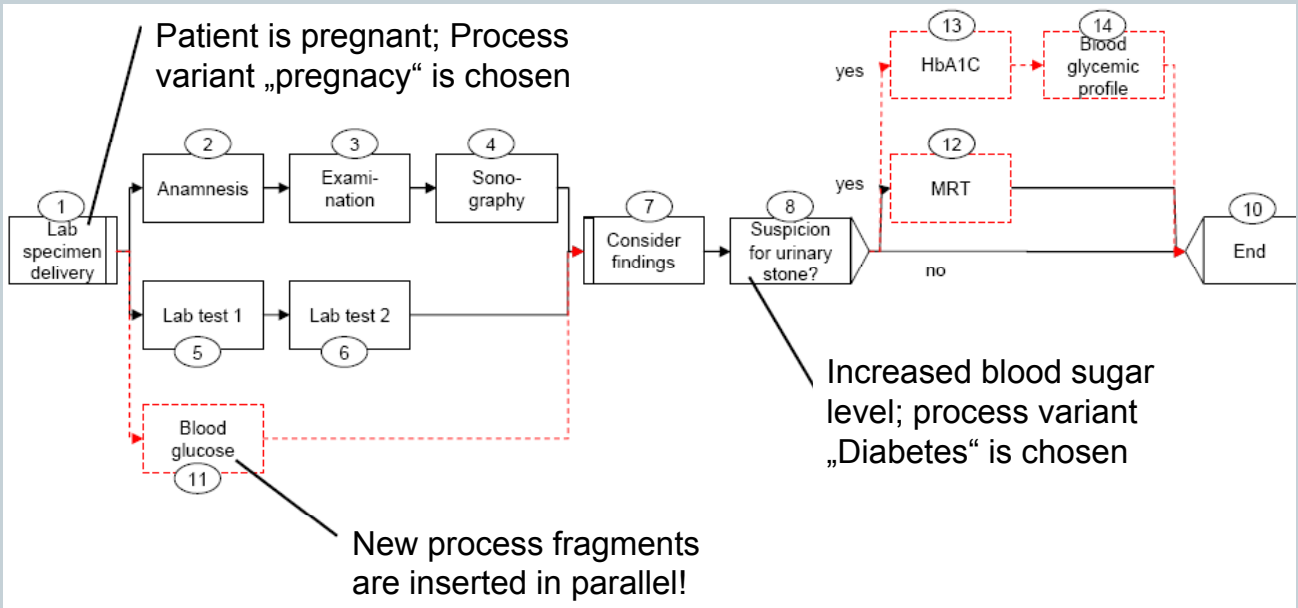 Patient is pregnant; Process
variant „pregnacy“ is chosen
1
Lab
specimen
delivery
2
Anamnesis
3
Exami-
nation
4
Sono-
graphy
5
Lab test 1
6
Lab test 2
11
Blood
glucose
New process fragments
are inserted in parallel!
7
Consider
findings
8
Suspicion
for urinary
stone?
Increased blood sugar
level; process variant
„Diabetes“ is chosen
yes
13
HbA1C
14
Blood
glycemic
profile
yes
12
MRT
no
10
End